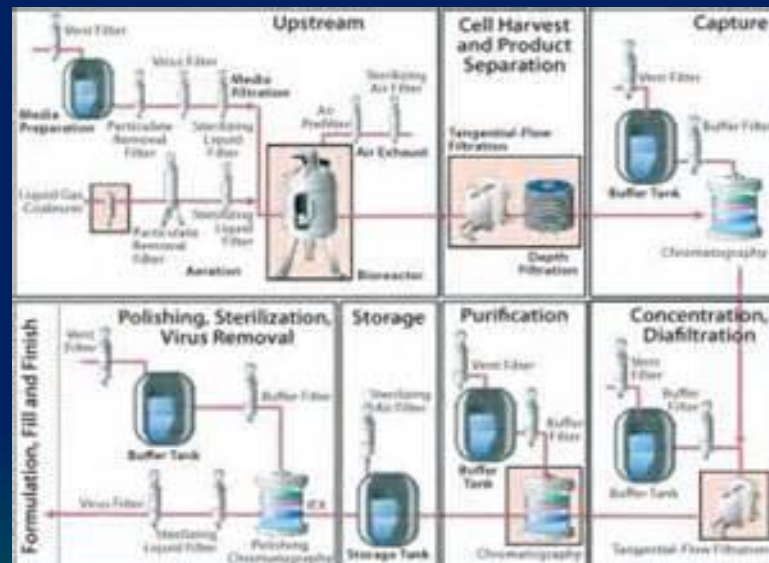 Upstream
Vent Filter
Media
Preparation
Particulate
Removal
Filter
Virus Filter
Sterilizing
Liquid
Filter
Media
Filtration
Air
Prefilter
Sterilizing
Air Filter
Air Exhaust
Liquid Gas
Particulate
Removal
Filter
Sterilizing
Liquid
Filter
Aeration
Bioreactor
Cell Harvest
and Product
Separation
Tangential-Flow
Filtration
Depth
Filtration
Capture
Vent Filter
Buffer Filter
Buffer Tank
Chromatography
Formulation, Fill and Finish
Polishing, Sterilization,
Virus Removal
Vent
Filter
Buffer Filter
Buffer Tank
Virus Filter
Sterilizing
Liquid Filter
IEX
Polishing
Chromatography
Storage
Sterilizing
Air Filter
Storage Tank
Purification
Vent Filter
Buffer
Filter
Buffer
Tank
Chromatography
Concentration,
Diafiltration
Vent
Filter
Buffer
Filter
Buffer Tank
Tangential-Flow Filtration